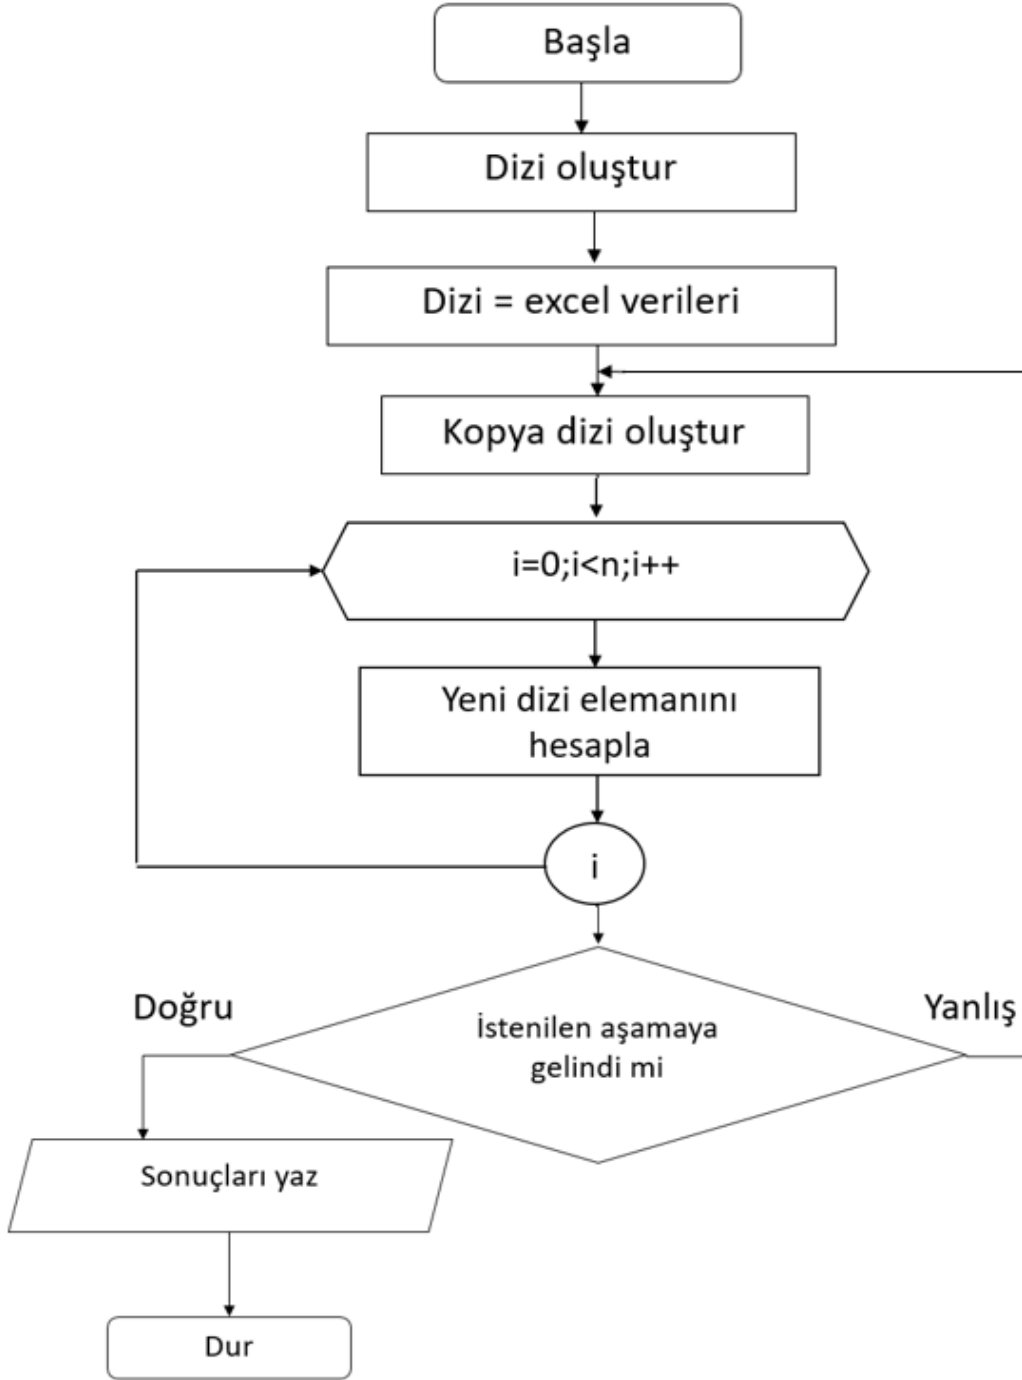 Başla
Dizi oluştur
Dizi = excel verileri
Kopya dizi oluştur
i=0;i<n;i++
Yeni dizi elemanını
hesapla
i
Doğru
Yanlış
İstenilen aşamaya
gelindi mi
Sonuçları yaz
Dur